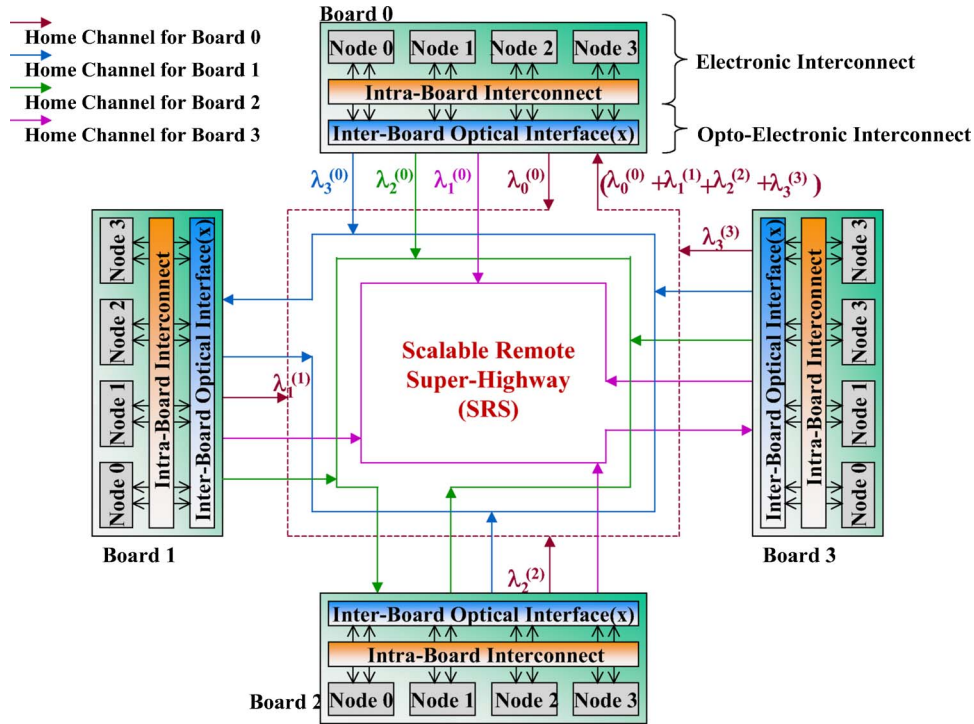 Board 0
Home Channel for Board 0
Home Channel for Board 1
Home Channel for Board 2
Home Channel for Board 3
Node 0 Node 1 Node 2 Node 3
Intra-Board Interconnect
Inter-Board Optical Interface(x)
Electronic Interconnect
Opto-Electronic Interconnect
λ3(0) λ2(0) λ1(0) λ0(0) (λ0(0) +λ1(1)+λ2(2) +λ3(3) )
Node 3
Node 2
Node 1
Node 0
Intra-Board Interconnect
Inter-Board Optical Interface(x)
Board 1
λ1(1)
Scalable Remote
Super-Highway
(SRS)
λ3(3)
Inter-Board Optical Interface(x)
Intra-Board Interconnect
Node 3
Node 3
Node 1
Node 0
Board 3
λ2(2)
Inter-Board Optical Interface(x)
Intra-Board Interconnect
Board 2
Node 0 Node 1 Node 2 Node 3